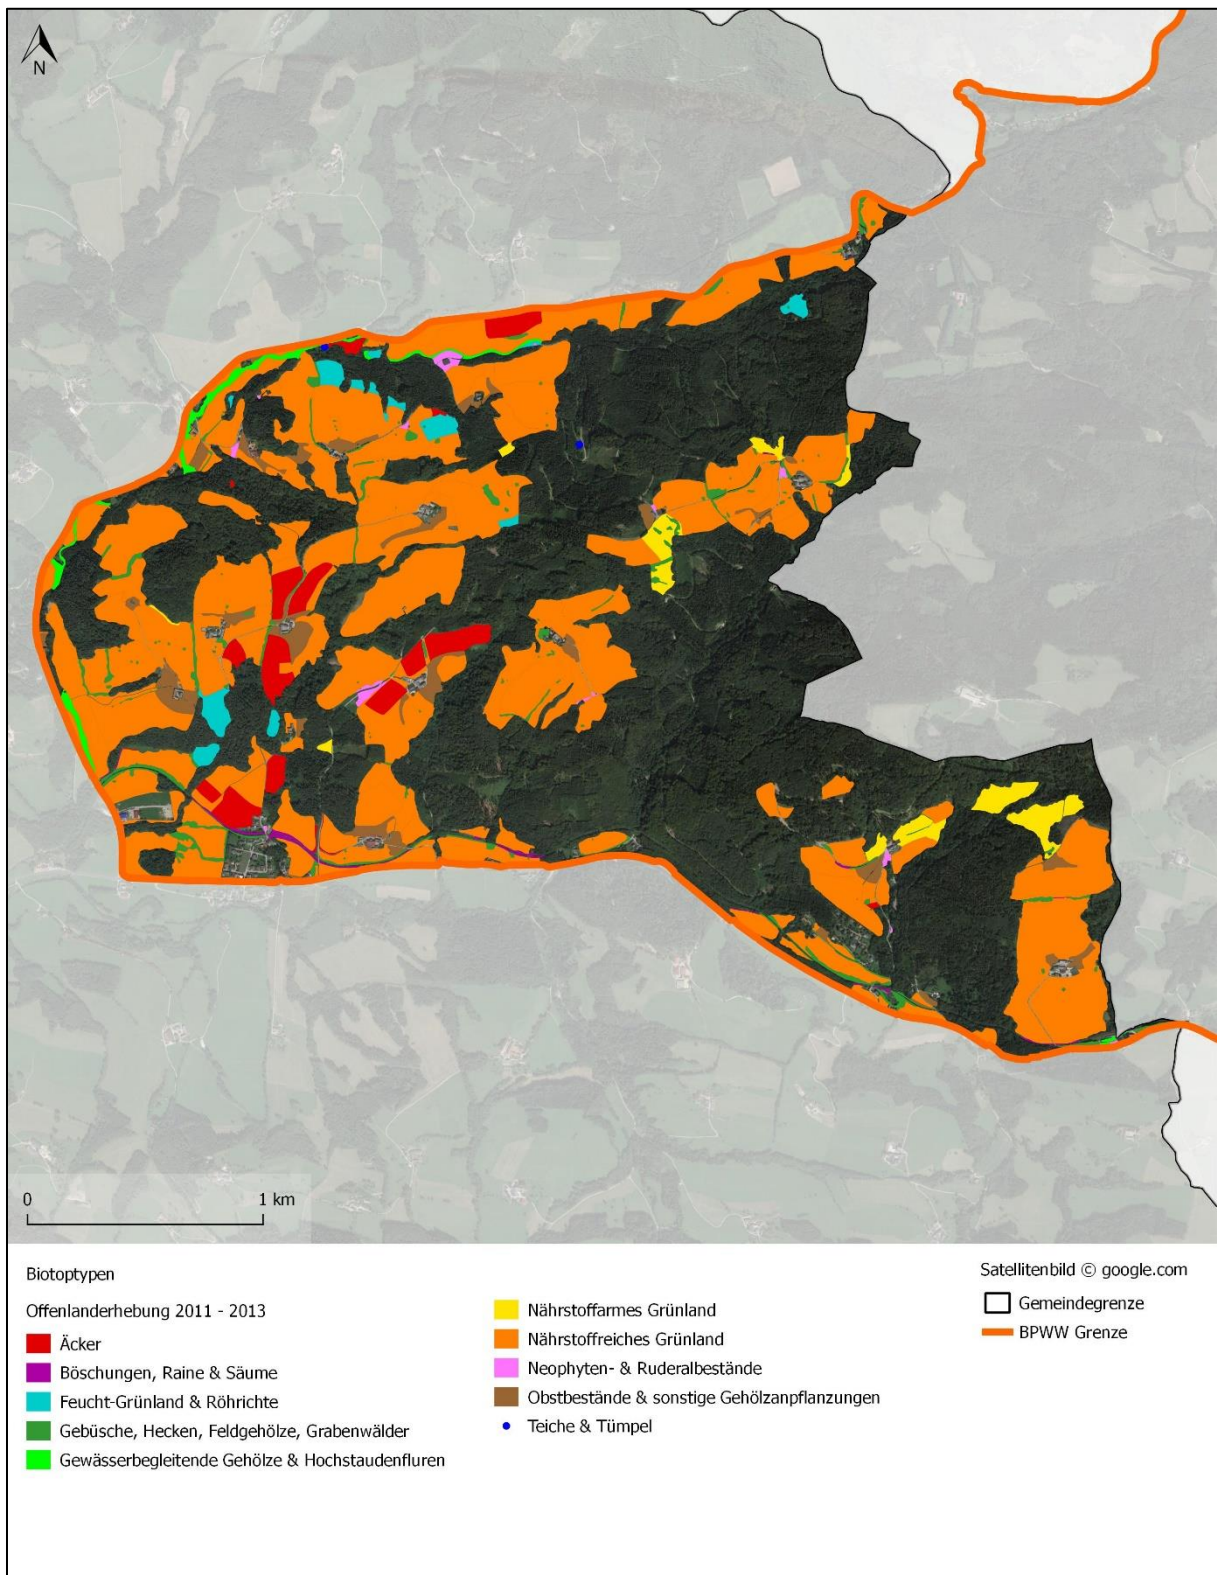 N
0 1 km
Biotoptypen
Offenlanderhebung 2011 - 2013
Äcker
Böschungen, Raine & Säume
Feucht-Grünland & Röhrichte
Gebüsche, Hecken, Feldgehölze, Grabenwälder
Gewässerbegleitende Gehölze & Hochstaudenfluren
Nährstoffarmes Grünland
Nährstoffreiches Grünland
Neophyten- & Ruderalbestände
Obstbestände & sonstige Gehölzanpflanzungen
Teiche & Tümpel
Satellitenbild © google.com
Gemeindegrenze
BPWW Grenze